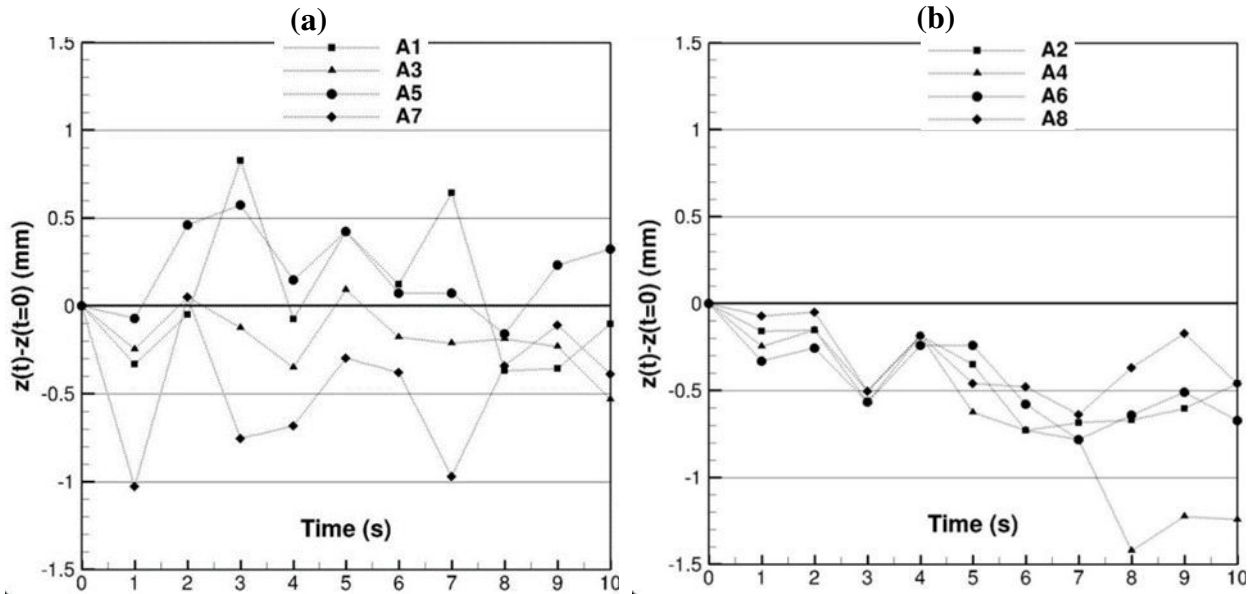 (a)
A1
A3
A5
A7
1.5
1
0.5
0
-0.5
-1
-1.5
z(t)-z(t=0) (mm)
Time (s)
0 1 2 3 4 5 6 7 8 9 10
(b)
A2
A4
A6
A8
1.5
1
0.5
0
-0.5
-1
-1.5
z(t)-z(t=0) (mm)
Time (s)
0 1 2 3 4 5 6 7 8 9 10